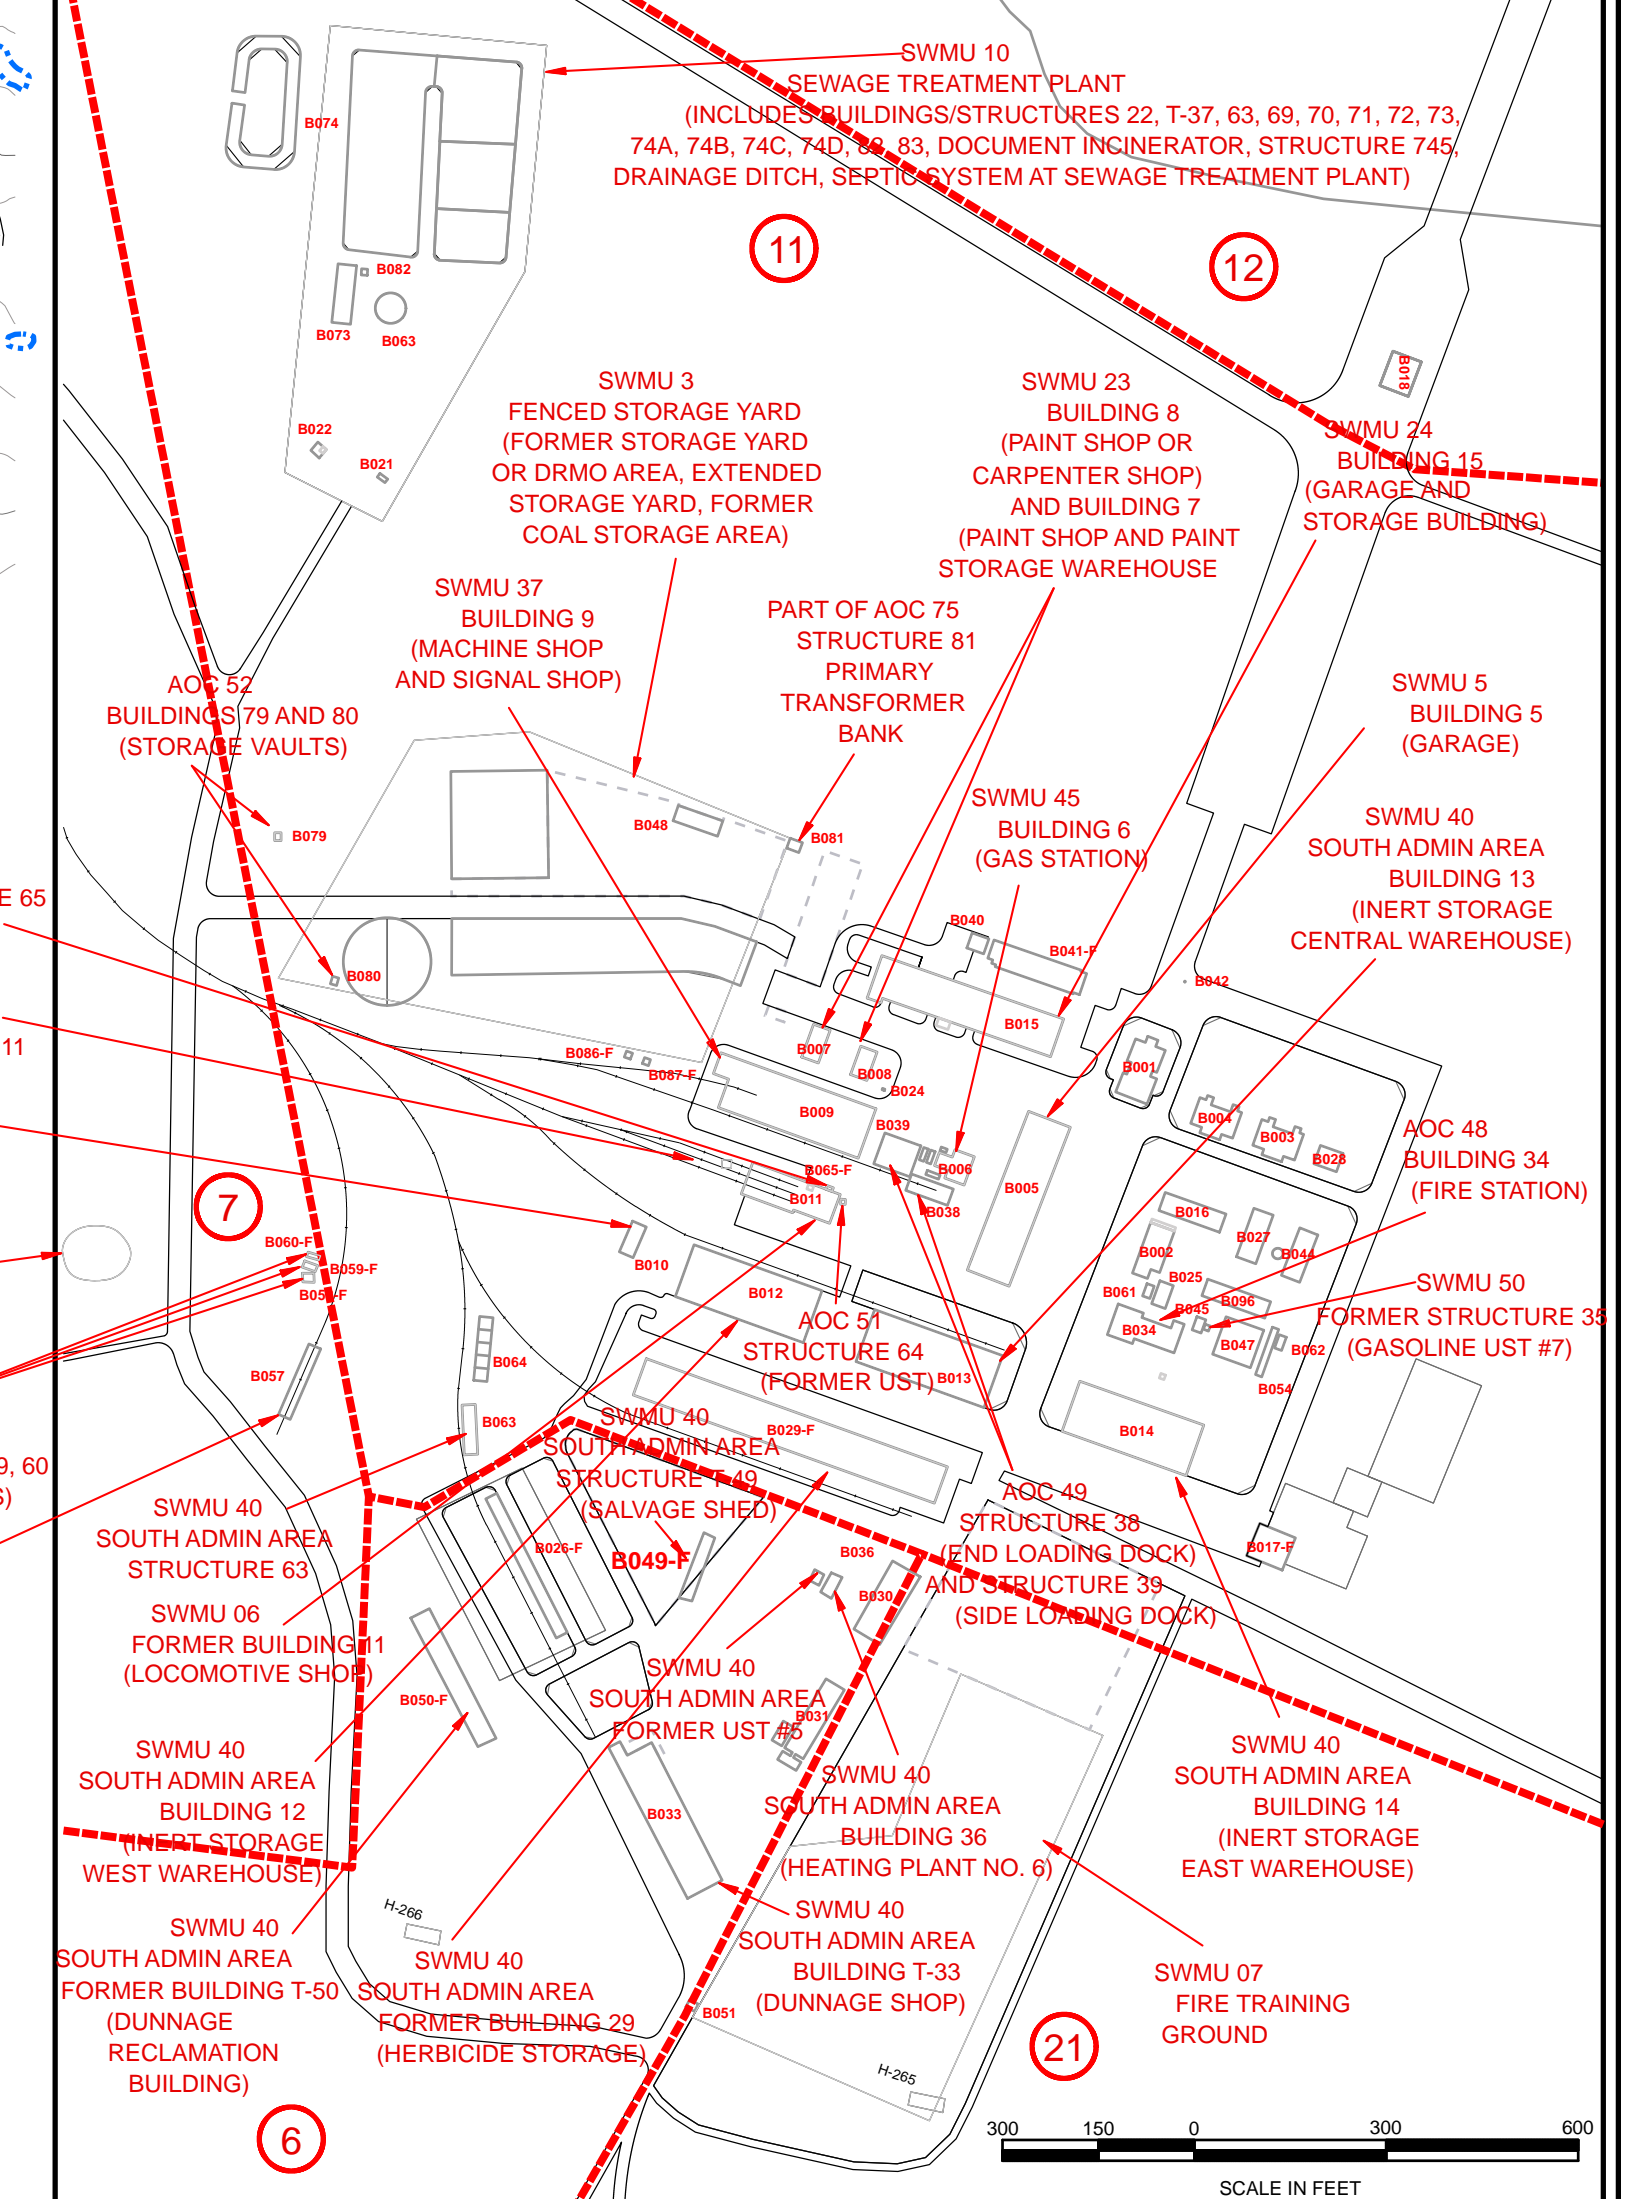 SWMU 10
SEWAGE TREATMENT PLANT
(INCLUDES BUILDINGS/STRUCTURES 22, T-37, 63, 69, 70, 71, 72, 73,
74A, 74B, 74C, 74D, 82, 83, DOCUMENT INCINERATOR, STRUCTURE 745,
DRAINAGE DITCH, SEPTIC SYSTEM AT SEWAGE TREATMENT PLANT)
B074
11
12
B082
B073
B063
B018
B022
B021
SWMU 3
FENCED STORAGE YARD
(FORMER STORAGE YARD
OR DRMO AREA, EXTENDED
STORAGE YARD, FORMER
COAL STORAGE AREA)
SWMU 23
BUILDING 8
(PAINT SHOP OR
CARPENTER SHOP)
AND BUILDING 7
(PAINT SHOP AND PAINT
STORAGE WAREHOUSE
SWMU 24
BUILDING 15
(GARAGE AND
STORAGE BUILDING)
SWMU 37
BUILDING 9
(MACHINE SHOP
AND SIGNAL SHOP)
PART OF AOC 75
STRUCTURE 81
PRIMARY
TRANSFORMER
BANK
AOC 52
BUILDINGS 79 AND 80
(STORAGE VAULTS)
SWMU 5
BUILDING 5
(GARAGE)
SWMU 45
BUILDING 6
(GAS STATION)
SWMU 40
SOUTH ADMIN AREA
BUILDING 13
(INERT STORAGE
CENTRAL WAREHOUSE)
B079
B048
B081
E 65
B080
B040
B041-F
B042
B015
11
B086-F
B087-F
B007
B008
B024
B001
B009
B039
B004
B003
B028
B065-F
B011
B006
B005
B038
AOC 48
BUILDING 34
(FIRE STATION)
7
B016
B027
B044
B002
B025
B061
B045
B096
B034
B047
B062
B054
B060-F
B059-F
B010
B012
SWMU 50
FORMER STRUCTURE 35
(GASOLINE UST #7)
AOC 51
STRUCTURE 64
(FORMER UST)
B013
B057
B064
B063
B029-F
B014
9, 60
S)
SWMU 40
SOUTH ADMIN AREA
STRUCTURE T-49
(SALVAGE SHED)
AOC 49
STRUCTURE 38
(END LOADING DOCK)
AND STRUCTURE 39
(SIDE LOADING DOCK)
B017-F
SWMU 40
SOUTH ADMIN AREA
STRUCTURE 63
B026-F
B049-F
B036
B030
SWMU 06
FORMER BUILDING 11
(LOCOMOTIVE SHOP)
B050-F
SWMU 40
SOUTH ADMIN AREA
FORMER UST #5
B031
SWMU 40
SOUTH ADMIN AREA
BUILDING 12
(INERT STORAGE
WEST WAREHOUSE)
B033
SWMU 40
SOUTH ADMIN AREA
BUILDING 36
(HEATING PLANT NO. 6)
SWMU 40
SOUTH ADMIN AREA
BUILDING 14
(INERT STORAGE
EAST WAREHOUSE)
H-266
SWMU 40
SOUTH ADMIN AREA
FORMER BUILDING T-50
(DUNNAGE
RECLAMATION
BUILDING)
SWMU 40
SOUTH ADMIN AREA
FORMER BUILDING 29
(HERBICIDE STORAGE)
SWMU 40
SOUTH ADMIN AREA
BUILDING T-33
(DUNNAGE SHOP)
SWMU 07
FIRE TRAINING
GROUND
B051
21
H-265
6
300 150 0 300 600
SCALE IN FEET